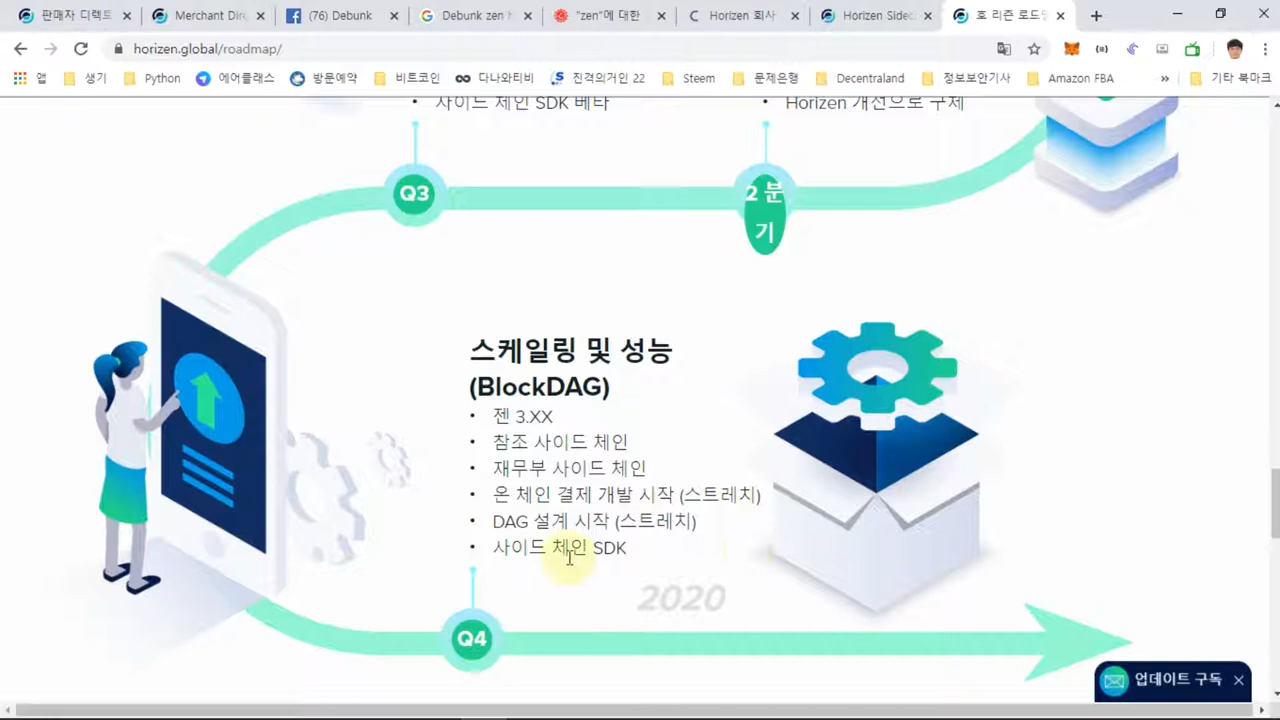 판매자 디렉토
Merchant Dir
(76) Debunk
Debunk zen
"zen"에 대한
Horizen 회사
Horizen Sidec
호 리즌 로드맵
horizen.global/roadmap/
앱
생기
Python
에어클래스
방문예약
비트코인
다나와티비
진격의거인 22
Steem
문제은행
Decentraland
정보보안기사
Amazon FBA
»
기타 북마크
• 사이드 체인 SDK 베타
• Horizen 개선으로 구체
Q3
2 분
기
스케일링 및 성능
(BlockDAG)
• 젠 3.XX
• 참조 사이드 체인
• 재무부 사이드 체인
• 온 체인 결제 개발 시작 (스트레치)
• DAG 설계 시작 (스트레치)
• 사이드 체인 SDK
2020
Q4
업데이트 구독